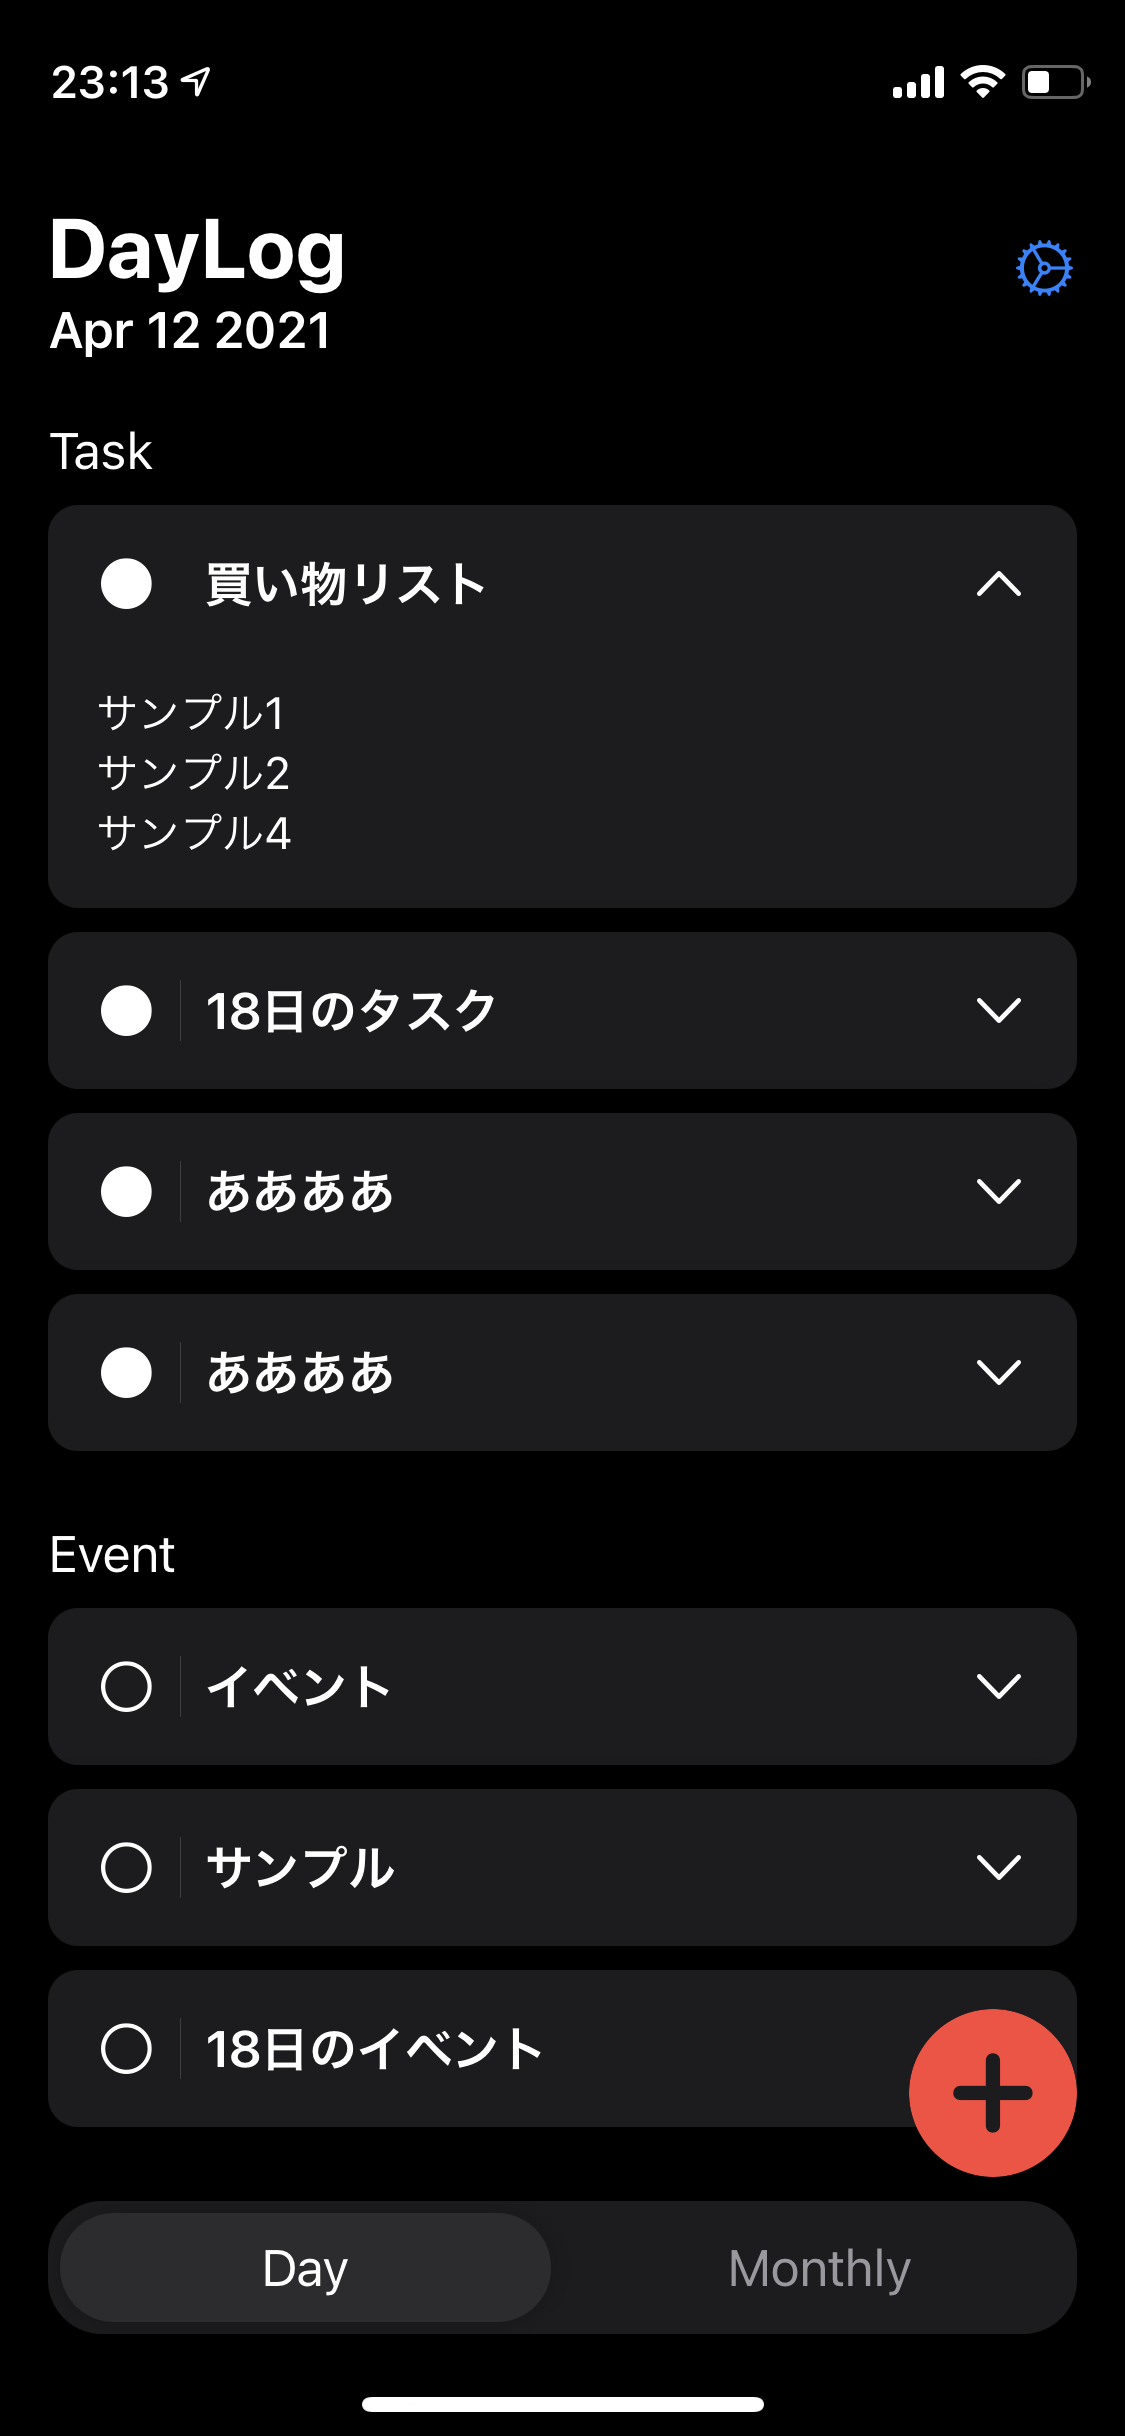 23:13
DayLog
Apr 12 2021
Task
買い物リスト
サンプル1
サンプル2
サンプル4
18日のタスク
ああああ
ああああ
Event
イベント
サンプル
18日のイベント
Day
Monthly